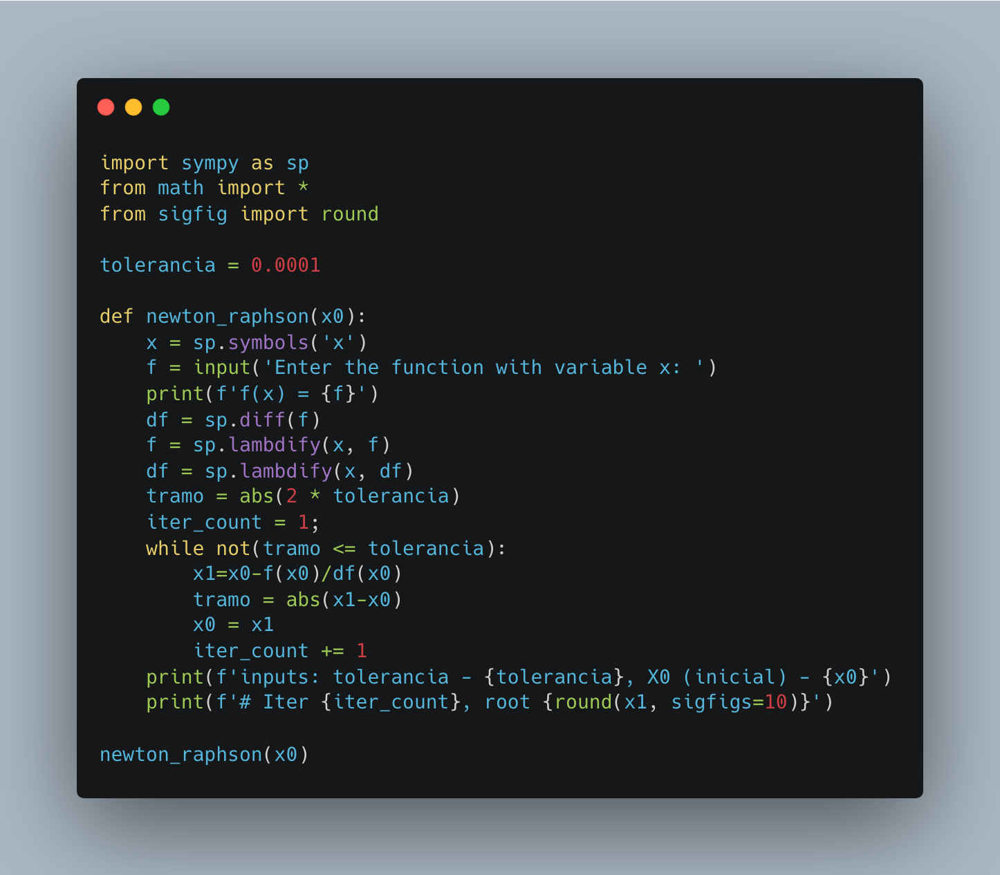 import sympy as sp
from math import *
from sigfig import round

tolerancia = 0.0001

def newton_raphson(x0):
    x = sp.symbols('x')
    f = input('Enter the function with variable x: ')
    print(f'f(x) = {f}')
    df = sp.diff(f)
    f = sp.lambdify(x, f)
    df = sp.lambdify(x, df)
    tramo = abs(2 * tolerancia)
    iter_count = 1;
    while not(tramo <= tolerancia):
        x1=x0-f(x0)/df(x0)
        tramo = abs(x1-x0)
        x0 = x1
        iter_count += 1
    print(f'inputs: tolerancia - {tolerancia}, X0 (inicial) - {x0}')
    print(f'# Iter {iter_count}, root {round(x1, sigfigs=10)}')

newton_raphson(x0)